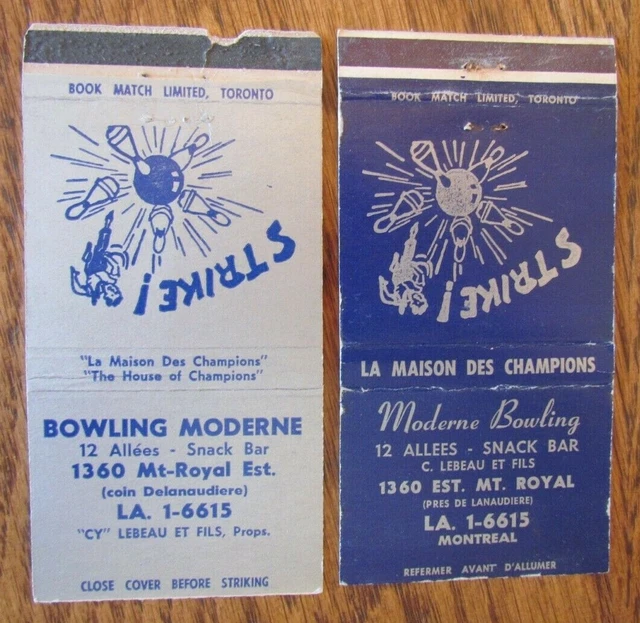 BOOK MATCH LIMITED, TORONTO
STRIKE!
"La Maison Des Champions"
"The House of Champions"
BOWLING MODERNE
12 Allées - Snack Bar
1360 Mt-Royal Est.
(coin Delanaudiere)
LA. 1-6615
"CY" LEBEAU ET FILS, Props.
CLOSE COVER BEFORE STRIKING
BOOK MATCH LIMITED, TORONTO
STRIKE!
LA MAISON DES CHAMPIONS
Moderne Bowling
12 ALLEES - SNACK BAR
C. LEBEAU ET FILS
1360 EST. MT. ROYAL
(PRES DE LANAUDIERE)
LA. 1-6615
MONTREAL
REFERMER AVANT D'ALLUMER